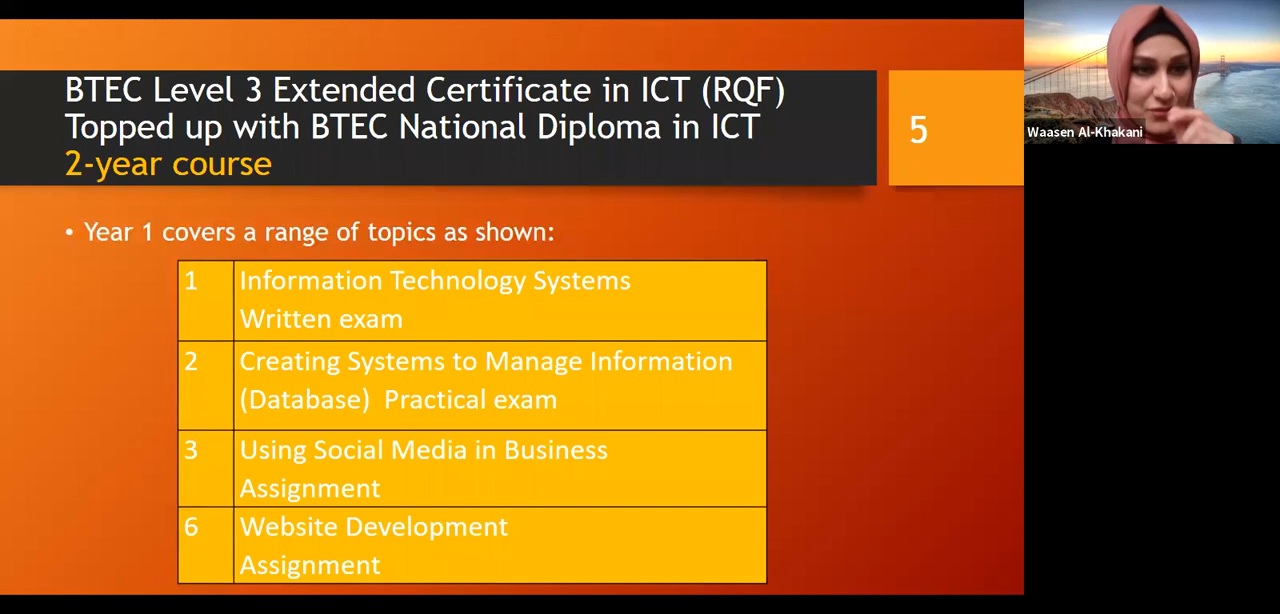 BTEC Level 3 Extended Certificate in ICT (RQF)
Topped up with BTEC National Diploma in ICT
2-year course
5
Waasen Al-Khakani
• Year 1 covers a range of topics as shown:
1 Information Technology Systems
Written exam
2 Creating Systems to Manage Information
(Database) Practical exam
3 Using Social Media in Business
Assignment
6 Website Development
Assignment